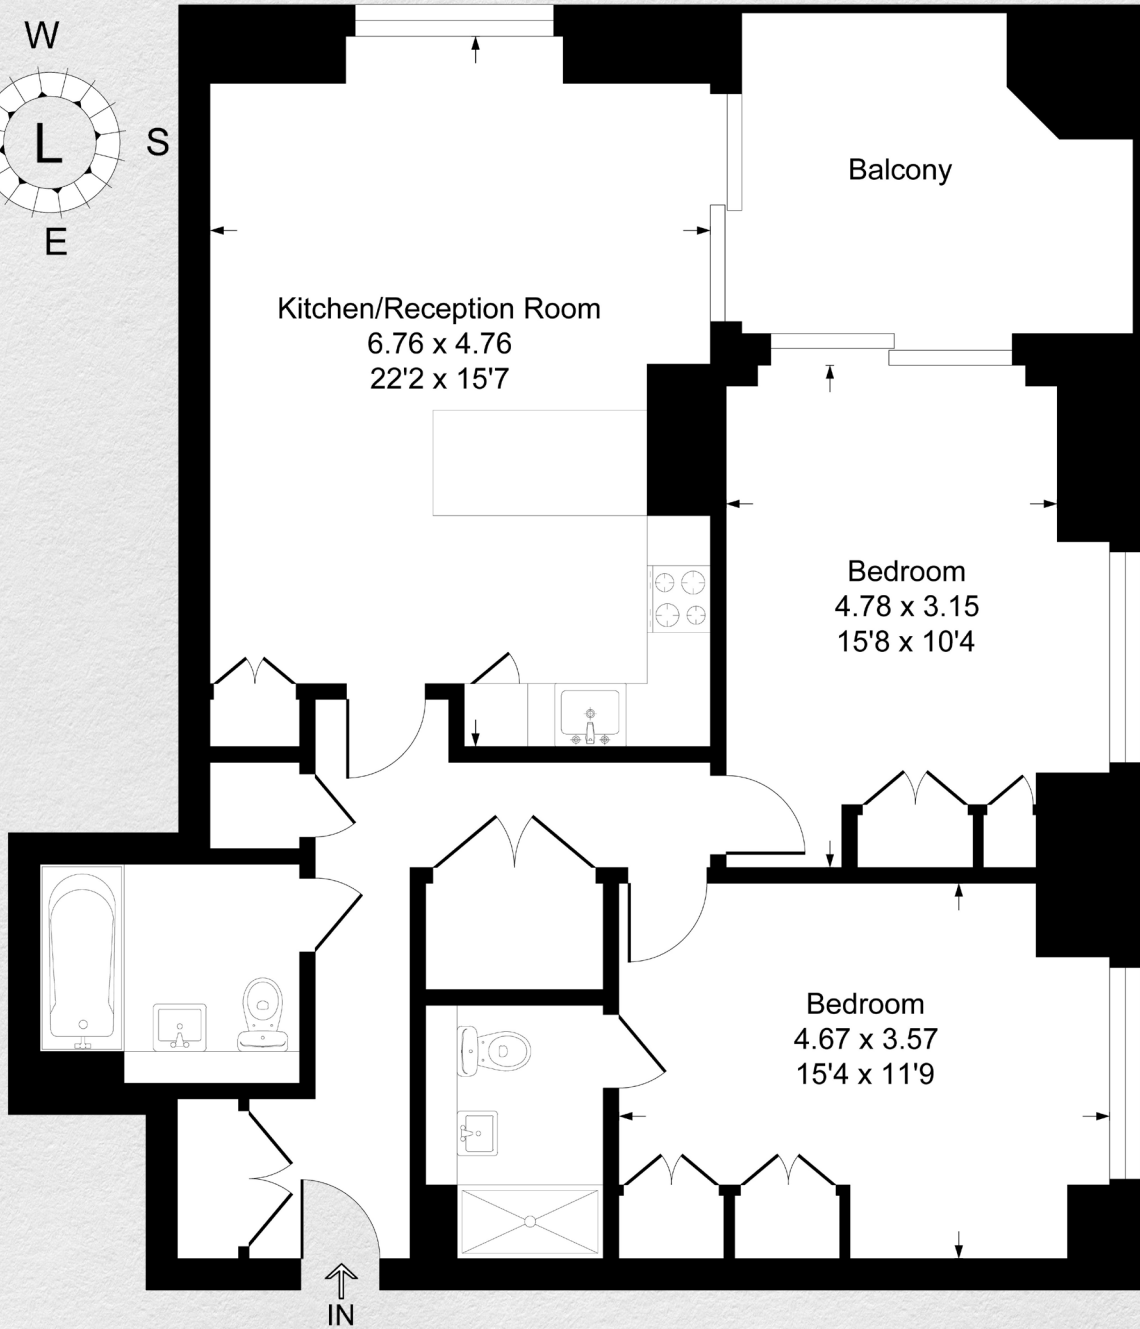 W
L
S
E
Balcony
Kitchen/Reception Room
6.76 x 4.76
22'2 x 15'7
Bedroom
4.78 x 3.15
15'8 x 10'4
Bedroom
4.67 x 3.57
15'4 x 11'9
IN